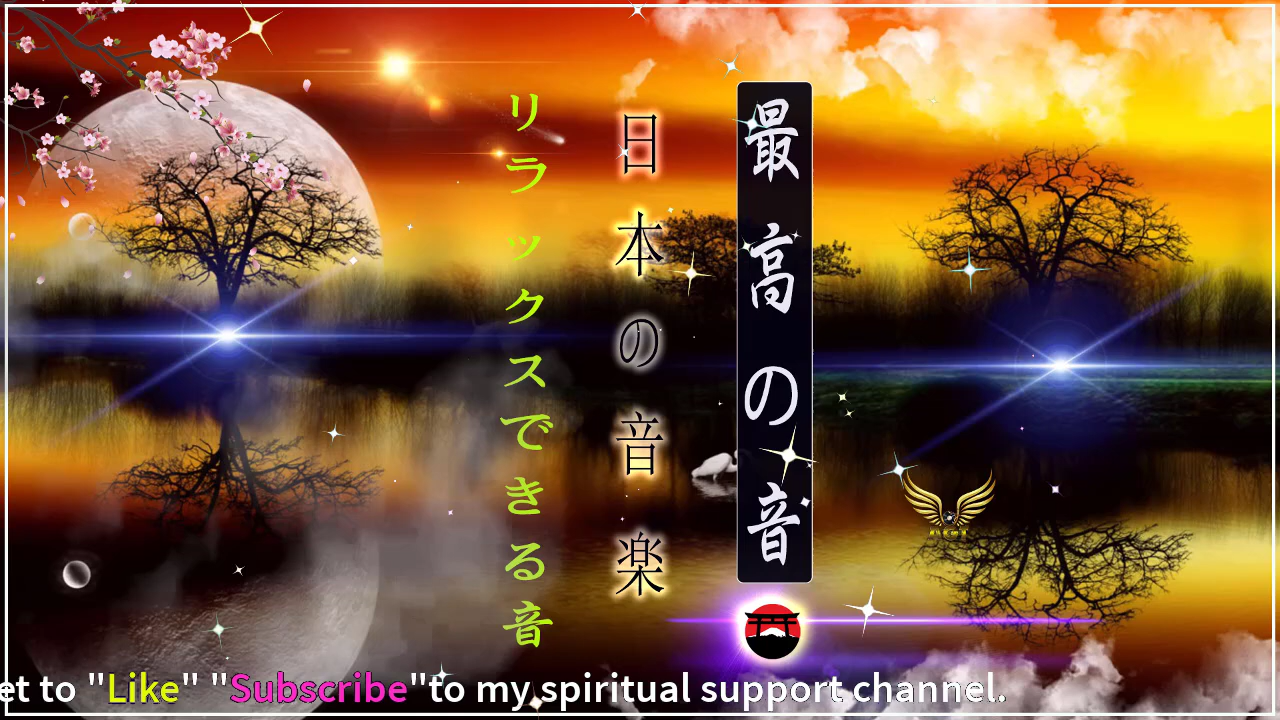 最高の音
日本の音楽
リラックスできる音
et to "Like" "Subscribe"to my spiritual support channel.